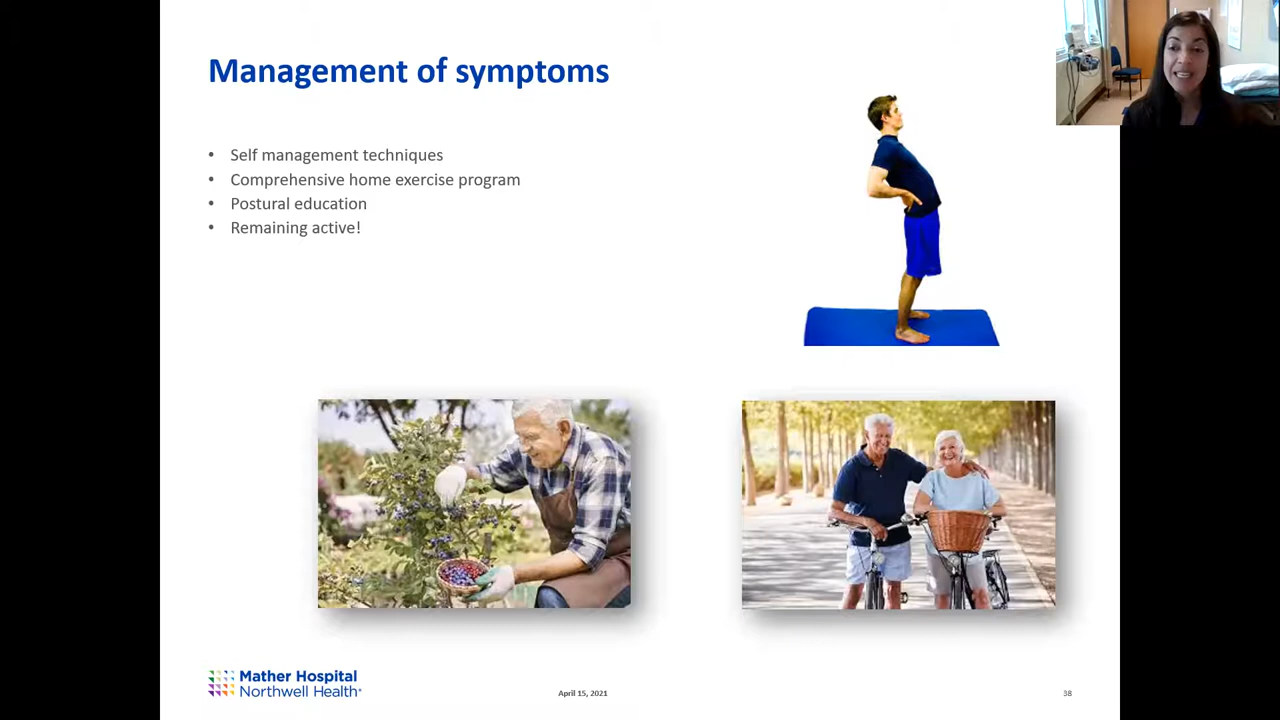 Management of symptoms
• Self management techniques
• Comprehensive home exercise program
• Postural education
• Remaining active!
Mather Hospital
Northwell Health®
April 15, 2021
38